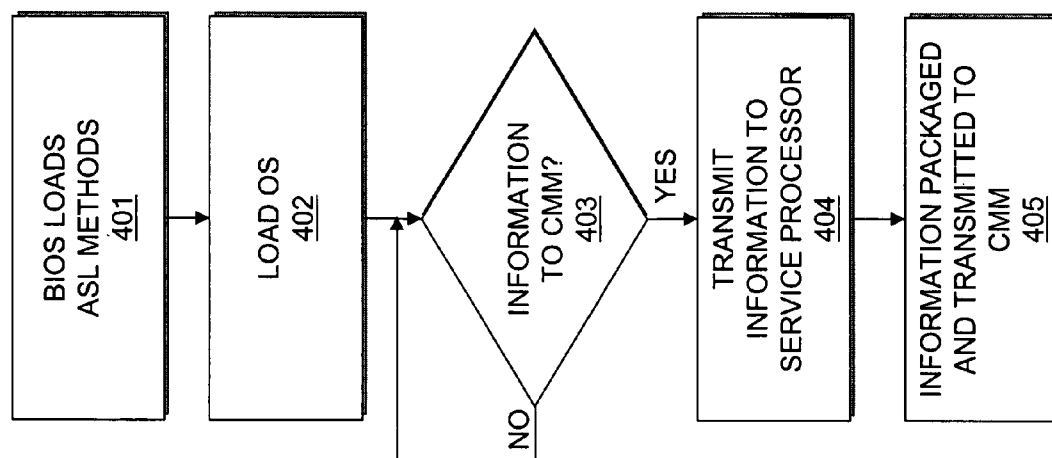 BIOS LOADS
ASL METHODS
401
LOAD OS
402
INFORMATION
TO CMM?
403
NO
YES
TRANSMIT
INFORMATION TO
SERVICE PROCESSOR
404
INFORMATION PACKAGED
AND TRANSMITTED TO
CMM
405